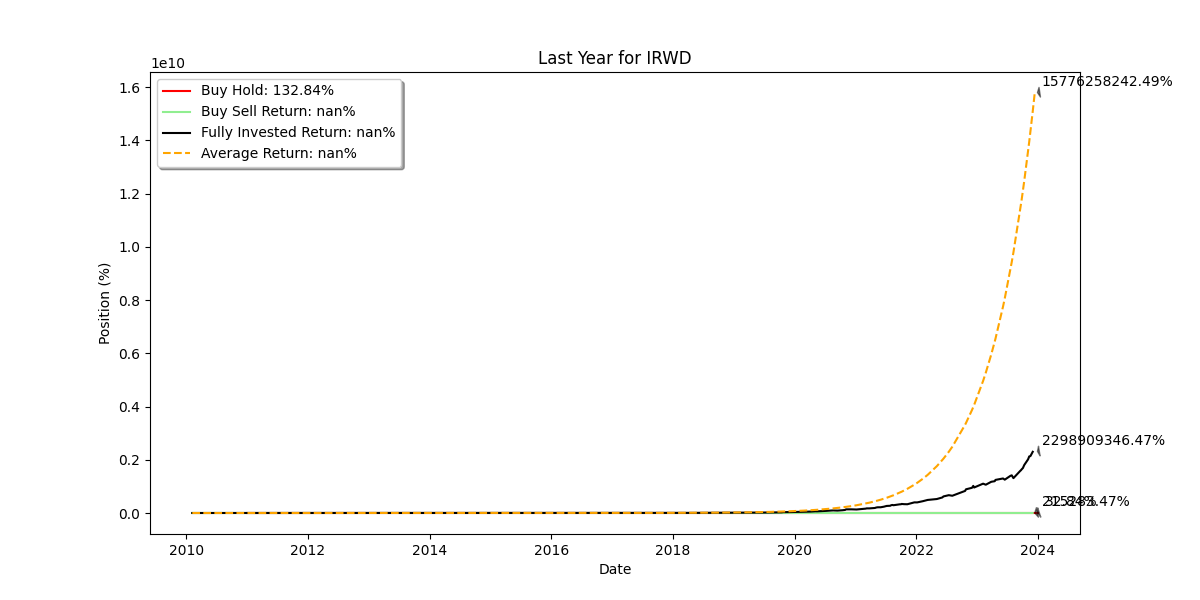 Last Year for IRWD
1e10
Buy Hold: 132.84%
Buy Sell Return: nan%
Fully Invested Return: nan%
Average Return: nan%
15776258242.49%
2298909346.47%
1.6
1.4
1.2
1.0
0.8
0.6
0.4
0.2
0.0
Position (%)
2010
2012
2014
2016
2018
2020
2022
2024
Date